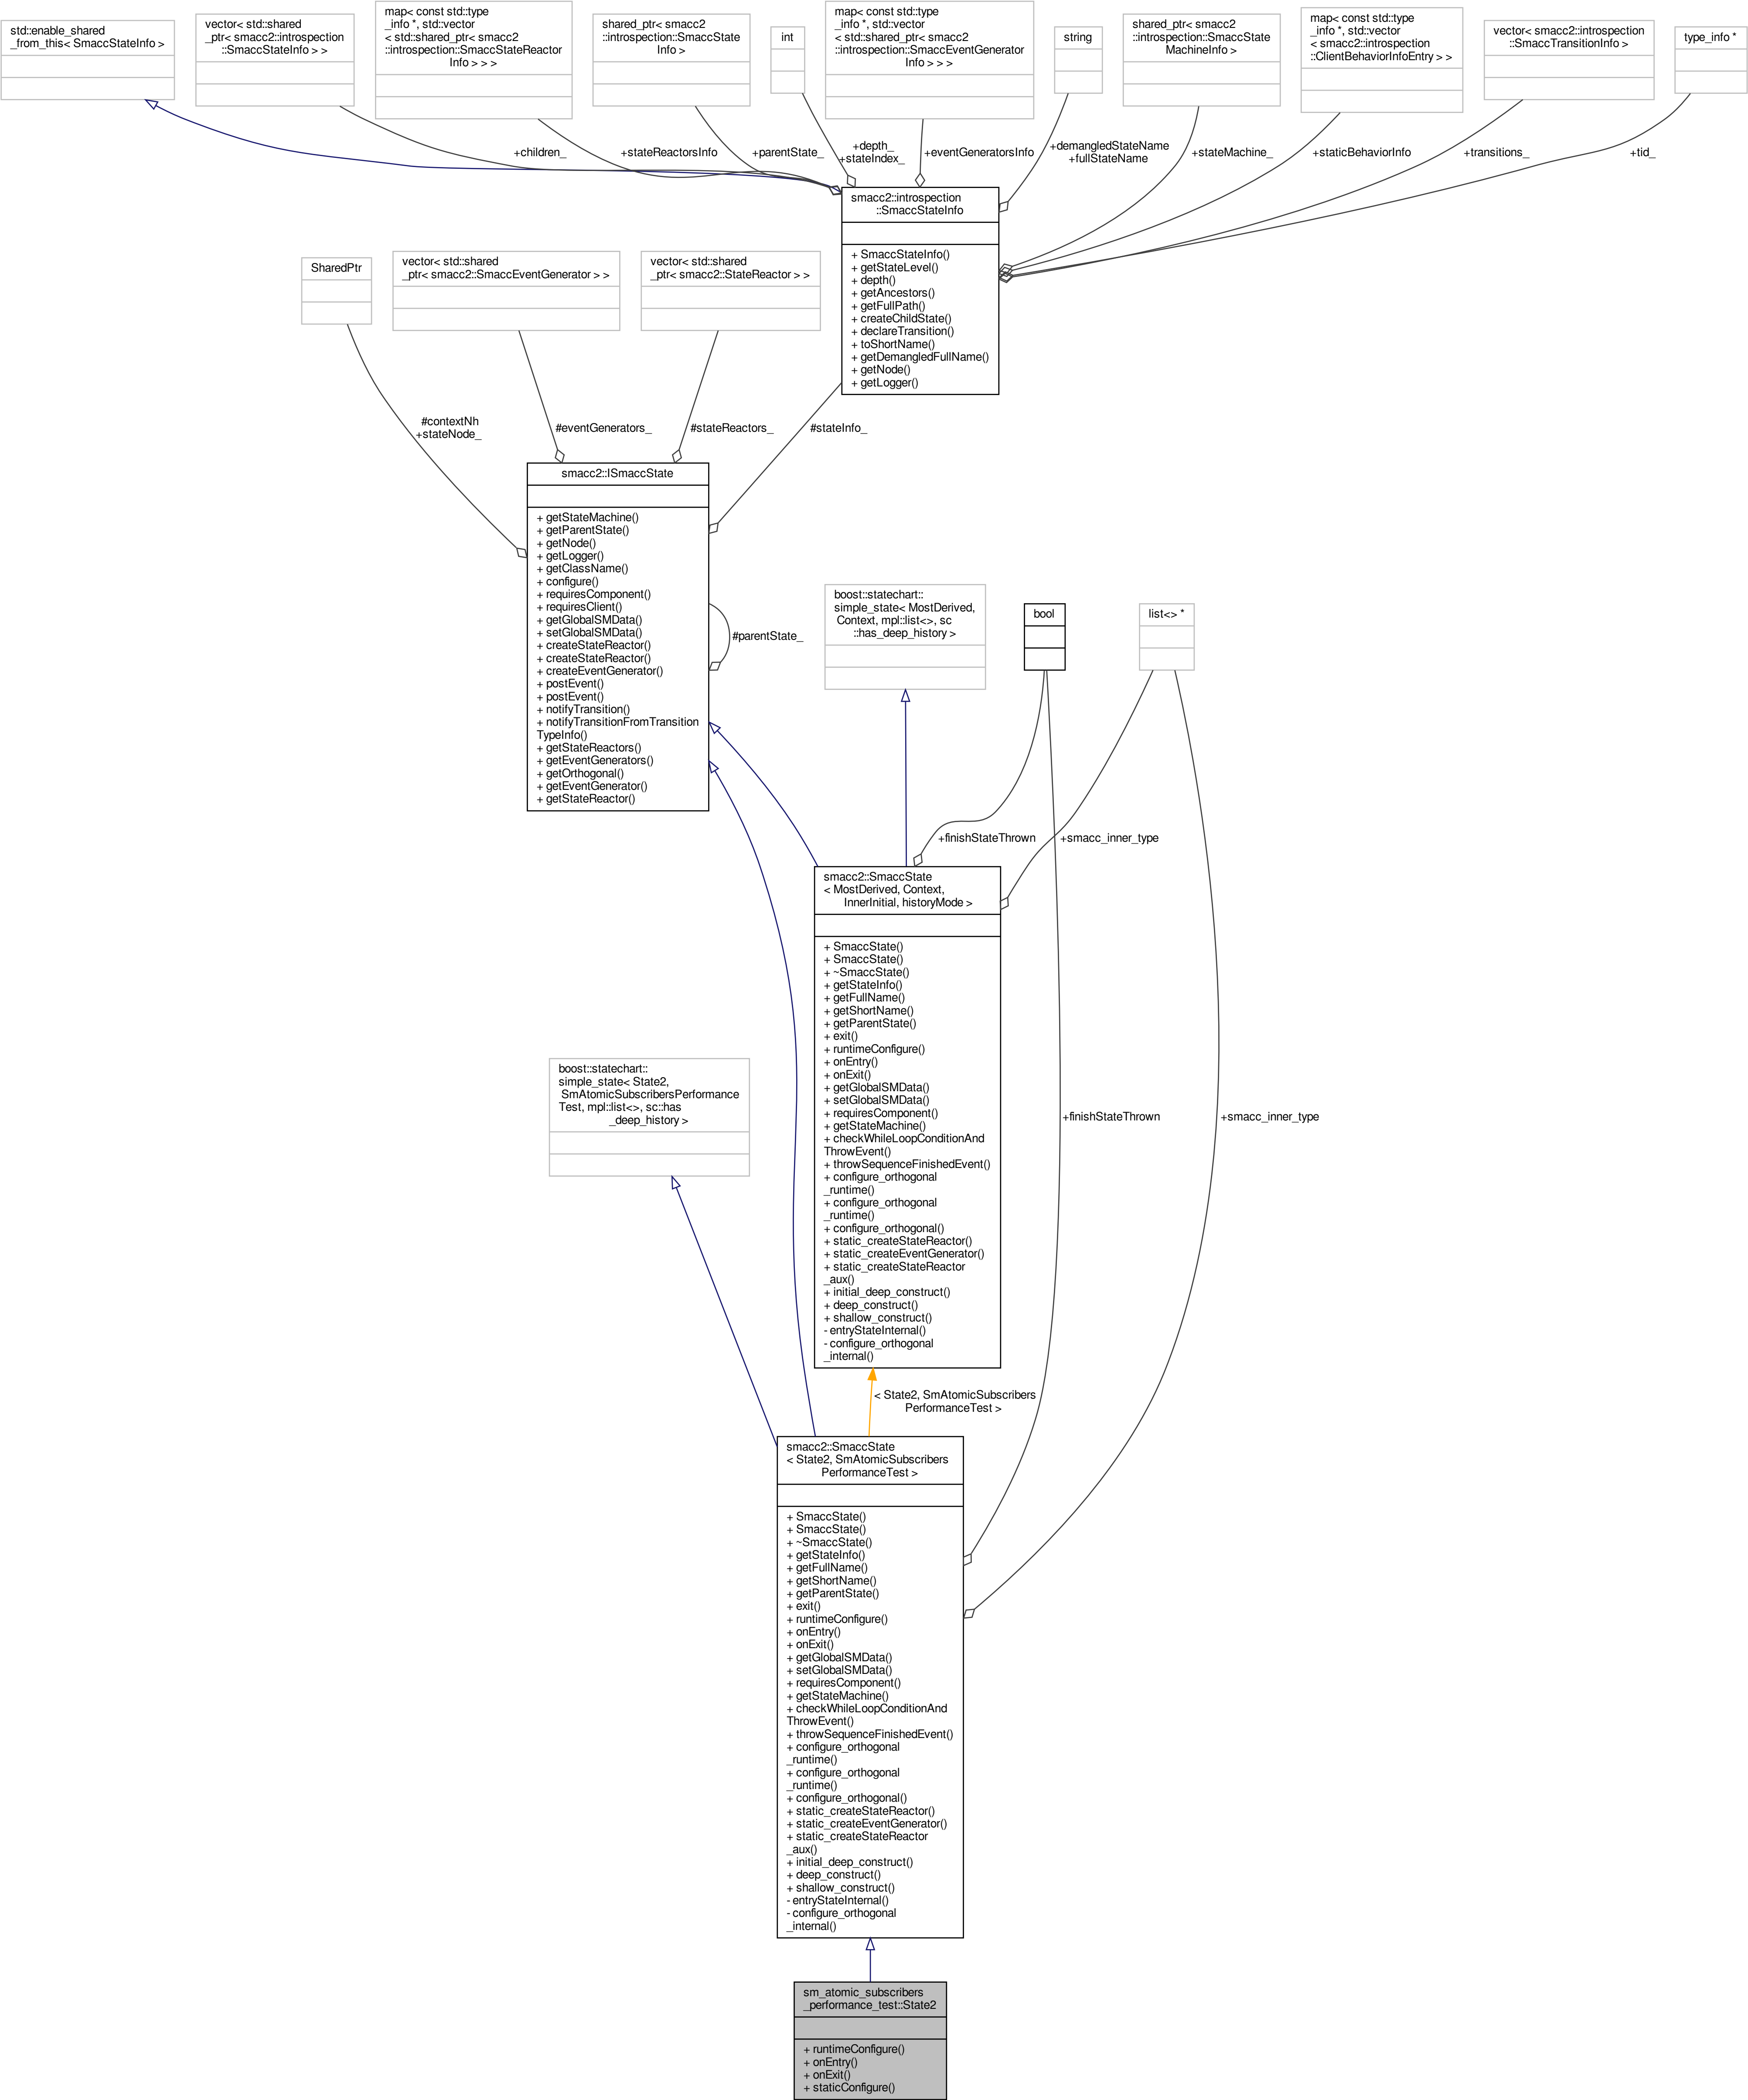 std::enable_shared
_from_this< SmaccStateInfo >
vector< std::shared
_ptr< smacc2::introspection
::SmaccStateInfo > >
map< const std::type
_info *, std::vector
< std::shared_ptr< smacc2
::introspection::SmaccStateReactor
Info > > >
shared_ptr< smacc2
::introspection::SmaccState
Info >
int
map< const std::type
_info *, std::vector
< std::shared_ptr< smacc2
::introspection::SmaccEventGenerator
Info > > >
string
shared_ptr< smacc2
::introspection::SmaccState
MachineInfo >
map< const std::type
_info *, std::vector
< smacc2::introspection
::ClientBehaviorInfoEntry > >
vector< smacc2::introspection
::SmaccTransitionInfo >
type_info *
+children_
+stateReactorsInfo
+parentState_
+depth_
+stateIndex_
+eventGeneratorsInfo
+demangledStateName
+fullStateName
+stateMachine_
+staticBehaviorInfo
+transitions_
+tid_
smacc2::introspection
::SmaccStateInfo
+ SmaccStateInfo()
+ getStateLevel()
+ depth()
+ getAncestors()
+ getFullPath()
+ createChildState()
+ declareTransition()
+ toShortName()
+ getDemangledFullName()
+ getNode()
+ getLogger()
SharedPtr
vector< std::shared
_ptr< smacc2::SmaccEventGenerator > >
vector< std::shared
_ptr< smacc2::StateReactor > >
#contextNh
+stateNode_
#eventGenerators_
#stateReactors_
#stateInfo_
smacc2::ISmaccState
+ getStateMachine()
+ getParentState()
+ getNode()
+ getLogger()
+ getClassName()
+ configure()
+ requiresComponent()
+ requiresClient()
+ getGlobalSMData()
+ setGlobalSMData()
+ createStateReactor()
+ createStateReactor()
+ createEventGenerator()
+ postEvent()
+ postEvent()
+ notifyTransition()
+ notifyTransitionFromTransition
TypeInfo()
+ getStateReactors()
+ getEventGenerators()
+ getOrthogonal()
+ getEventGenerator()
+ getStateReactor()
#parentState_
boost::statechart::
simple_state< MostDerived,
Context, mpl::list<>, sc
::has_deep_history >
bool
list<> *
+finishStateThrown
+smacc_inner_type
smacc2::SmaccState
< MostDerived, Context,
InnerInitial, historyMode >
+ SmaccState()
+ SmaccState()
+ ~SmaccState()
+ getStateInfo()
+ getFullName()
+ getShortName()
+ getParentState()
+ exit()
+ runtimeConfigure()
+ onEntry()
+ onExit()
+ getGlobalSMData()
+ setGlobalSMData()
+ requiresComponent()
+ getStateMachine()
+ checkWhileLoopConditionAnd
ThrowEvent()
+ throwSequenceFinishedEvent()
+ configure_orthogonal
_runtime()
+ configure_orthogonal
_runtime()
+ configure_orthogonal()
+ static_createStateReactor()
+ static_createEventGenerator()
+ static_createStateReactor
_aux()
+ initial_deep_construct()
+ deep_construct()
+ shallow_construct()
- entryStateInternal()
- configure_orthogonal
_internal()
boost::statechart::
simple_state< State2,
SmAtomicSubscribersPerformance
Test, mpl::list<>, sc::has
_deep_history >
+finishStateThrown
+smacc_inner_type
< State2, SmAtomicSubscribers
PerformanceTest >
smacc2::SmaccState
< State2, SmAtomicSubscribers
PerformanceTest >
+ SmaccState()
+ SmaccState()
+ ~SmaccState()
+ getStateInfo()
+ getFullName()
+ getShortName()
+ getParentState()
+ exit()
+ runtimeConfigure()
+ onEntry()
+ onExit()
+ getGlobalSMData()
+ setGlobalSMData()
+ requiresComponent()
+ getStateMachine()
+ checkWhileLoopConditionAnd
ThrowEvent()
+ throwSequenceFinishedEvent()
+ configure_orthogonal
_runtime()
+ configure_orthogonal
_runtime()
+ configure_orthogonal()
+ static_createStateReactor()
+ static_createEventGenerator()
+ static_createStateReactor
_aux()
+ initial_deep_construct()
+ deep_construct()
+ shallow_construct()
- entryStateInternal()
- configure_orthogonal
_internal()
sm_atomic_subscribers
_performance_test::State2
+ runtimeConfigure()
+ onEntry()
+ onExit()
+ staticConfigure()